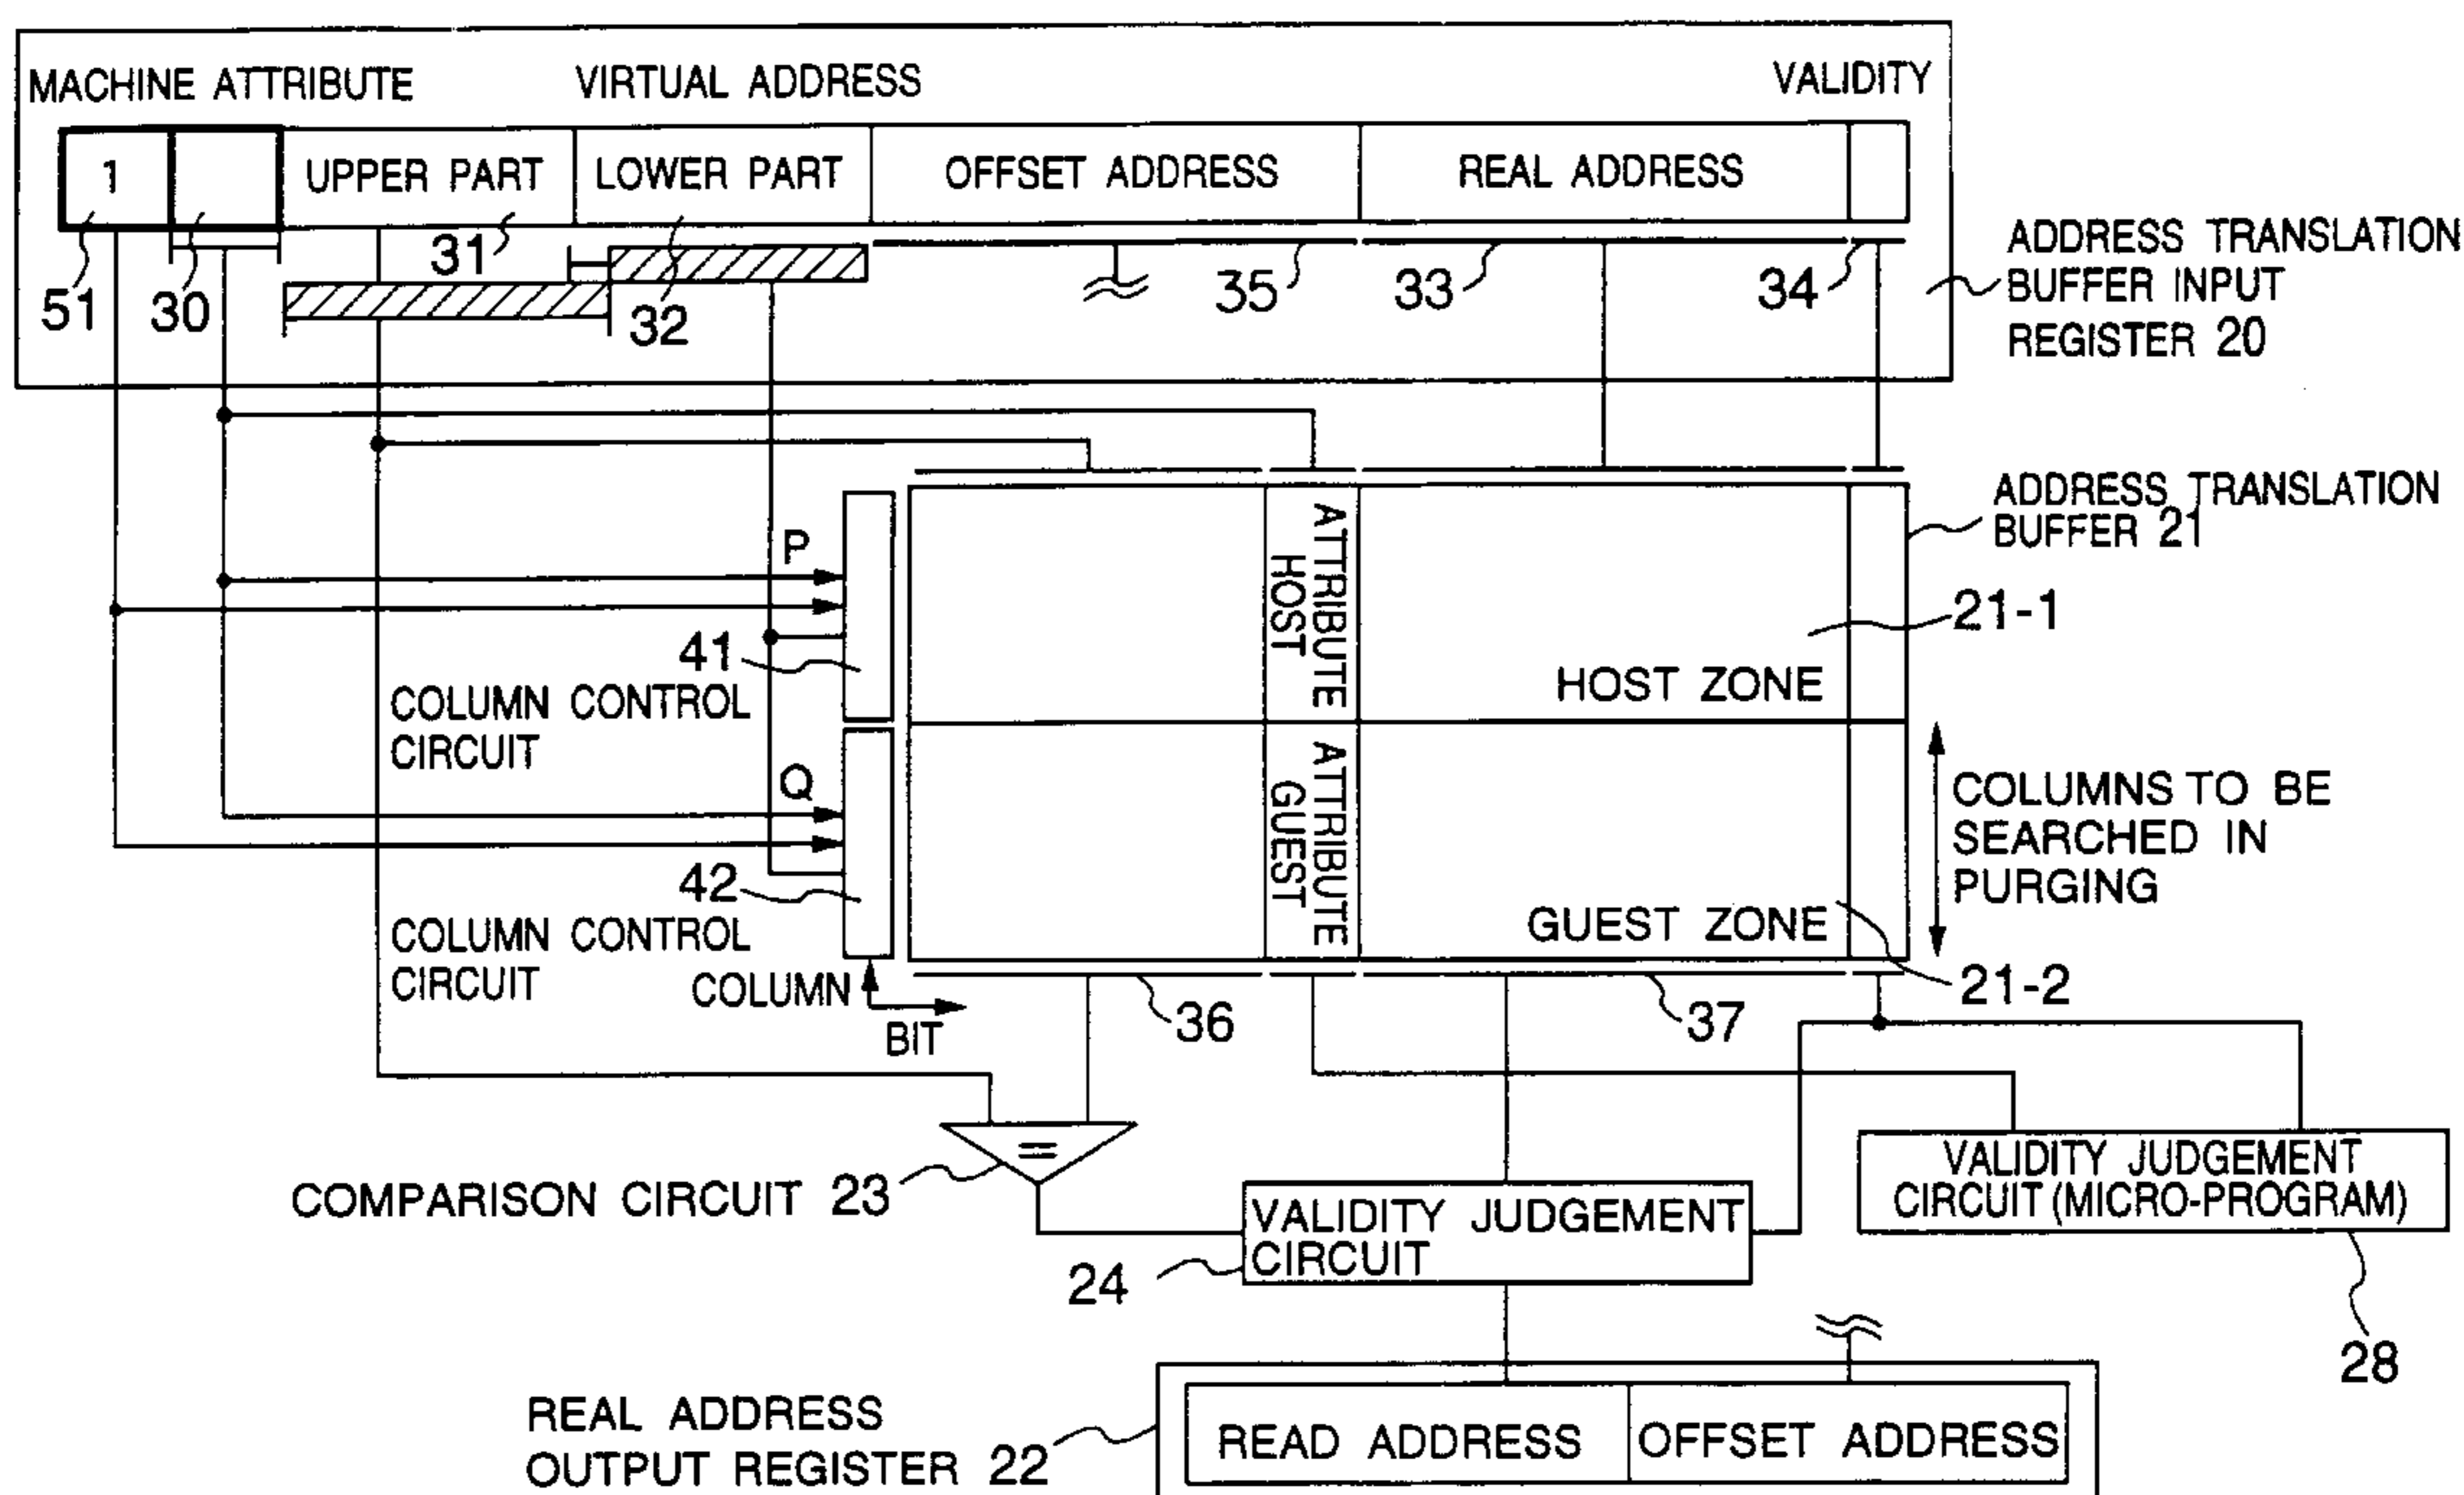 MACHINE ATTRIBUTE
VIRTUAL ADDRESS
VALIDITY
1
UPPER PART
LOWER PART
OFFSET ADDRESS
REAL ADDRESS
51
30
31
32
35
33
34
ADDRESS TRANSLATION
BUFFER INPUT
REGISTER 20
ADDRESS TRANSLATION
BUFFER 21
P
41
COLUMN CONTROL
CIRCUIT
HOST
ATTRIBUTE
HOST ZONE
21-1
Q
42
COLUMN CONTROL
CIRCUIT
GUEST
ATTRIBUTE
GUEST ZONE
21-2
COLUMNS TO BE
SEARCHED IN
PURGING
COLUMN
BIT
36
37
COMPARISON CIRCUIT 23
=
VALIDITY JUDGEMENT
CIRCUIT
24
VALIDITY JUDGEMENT
CIRCUIT (MICRO-PROGRAM)
28
REAL ADDRESS
OUTPUT REGISTER 22
READ ADDRESS
OFFSET ADDRESS